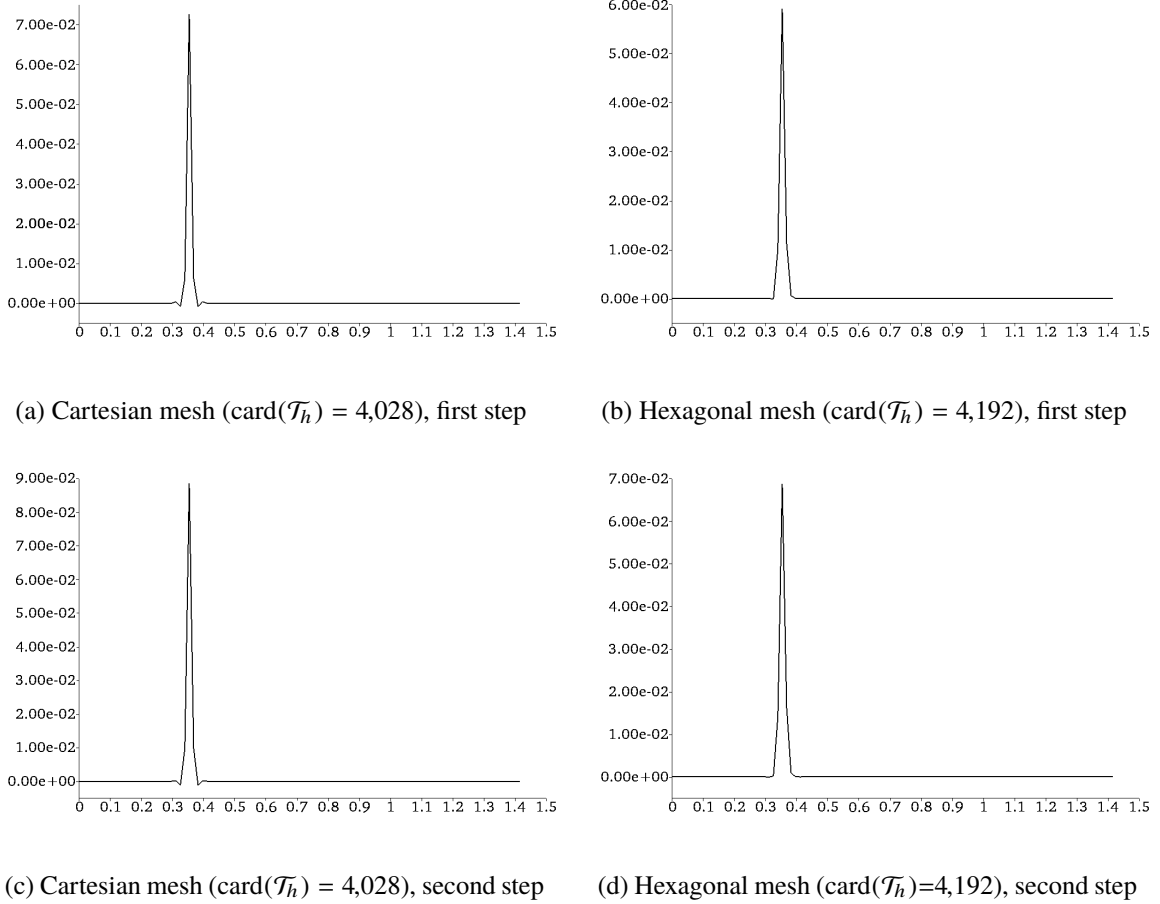 7.00e-02
6.00e-02
5.00e-02
4.00e-02
3.00e-02
2.00e-02
1.00e-02
0.00e+00
0 0.1 0.2 0.3 0.4 0.5 0.6 0.7 0.8 0.9 1 1.1 1.2 1.3 1.4 1.5
(a) Cartesian mesh (card(𝒯h) = 4,028), first step
6.00e-02
5.00e-02
4.00e-02
3.00e-02
2.00e-02
1.00e-02
0.00e+00
0 0.1 0.2 0.3 0.4 0.5 0.6 0.7 0.8 0.9 1 1.1 1.2 1.3 1.4 1.5
(b) Hexagonal mesh (card(𝒯h) = 4,192), first step
9.00e-02
8.00e-02
7.00e-02
6.00e-02
5.00e-02
4.00e-02
3.00e-02
2.00e-02
1.00e-02
0.00e+00
0 0.1 0.2 0.3 0.4 0.5 0.6 0.7 0.8 0.9 1 1.1 1.2 1.3 1.4 1.5
(c) Cartesian mesh (card(𝒯h) = 4,028), second step
7.00e-02
6.00e-02
5.00e-02
4.00e-02
3.00e-02
2.00e-02
1.00e-02
0.00e+00
0 0.1 0.2 0.3 0.4 0.5 0.6 0.7 0.8 0.9 1 1.1 1.2 1.3 1.4 1.5
(d) Hexagonal mesh (card(𝒯h)=4,192), second step